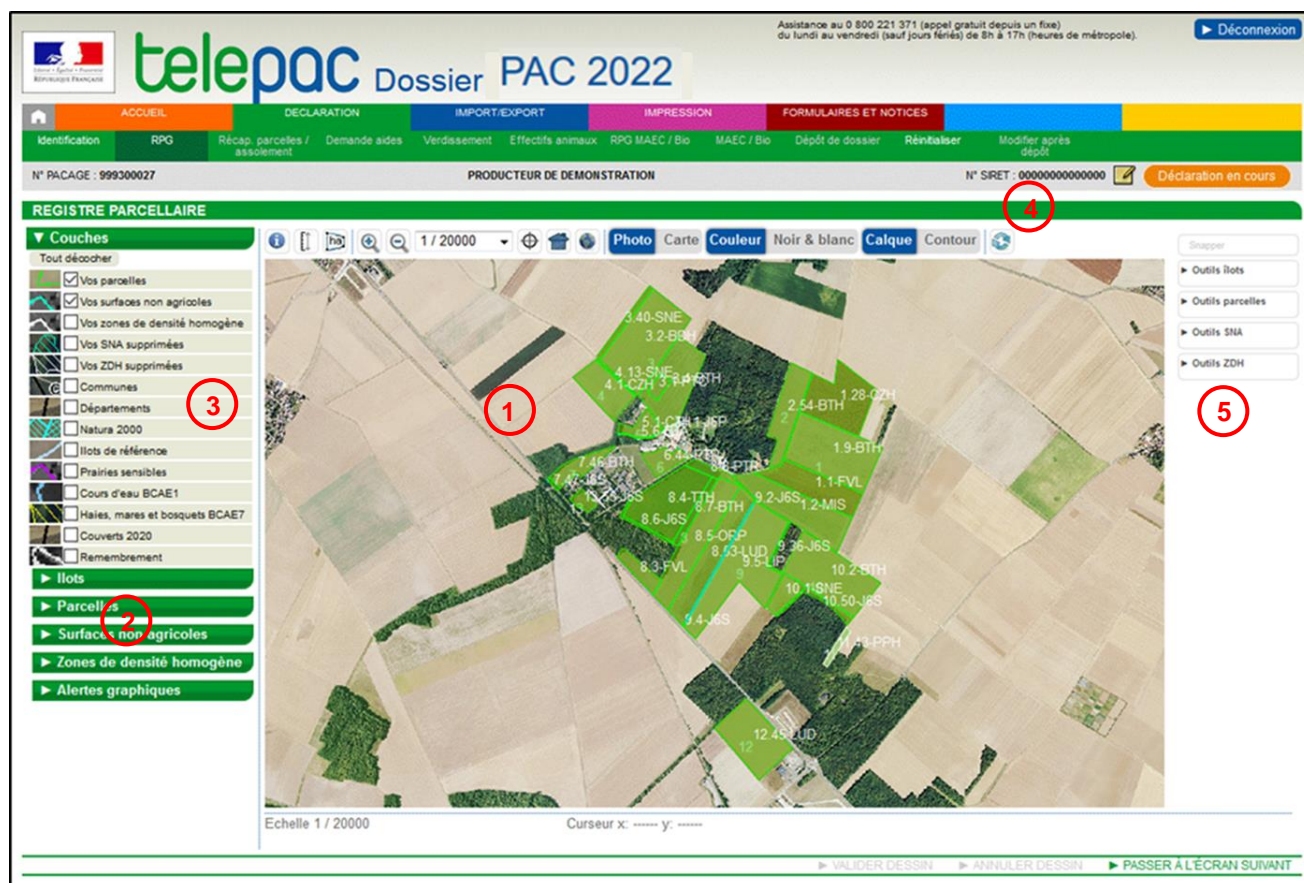 Assistance au 0 800 221 371 (appel gratuit depuis un fixe)
du lundi au vendredi (sauf jours fériés) de 8h à 17h (heures de métropole).
► Déconnexion
RÉPUBLIQUE FRANÇAISE
telepac Dossier PAC 2022
ACCUEIL DECLARATION IMPORT/EXPORT IMPRESSION FORMULAIRES ET NOTICES
Identification RPG Récap. parcelles / assolement Demande aides Verdissement Effectifs animaux RPG MAEC / Bio MAEC / Bio Dépôt de dossier Réinitialiser Modifier après dépôt
N° PACAGE : 999300027 PRODUCTEUR DE DEMONSTRATION N° SIRET : 00000000000000 Déclaration en cours
REGISTRE PARCELLAIRE
4
▼ Couches
Tout décocher
Vos parcelles
Vos surfaces non agricoles
Vos zones de densité homogène
Vos SNA supprimées
Vos ZDH supprimées
Communes
Départements
Natura 2000
Ilots de référence
Prairies sensibles
Cours d'eau BCAE1
Haies, mares et bosquets BCAE7
Couverts 2020
Remembrement
3
► Ilots
► Parcelles
► Surfaces non agricoles
► Zones de densité homogène
► Alertes graphiques
2
1 / 20000
Photo Carte Couleur Noir & blanc Calque Contour
1
3.40-SNE
3.2-BBH
3
4.13-SNE
4.1-CZH
4
1.28-CZH
2.54-BTH
2
1.9-BTH
1
1.1-FVL
1.2-MIS
7.46-BTH
6
13
8.4-TTH
8.7-BTH
9.2-J6S
8.6-J6S
3
8.5-ORP
8.53-LUD
9.36-J6S
9.5-LIP
9
8.3-FVL
10.2-BTH
10.1-SNE
10.50-J6S
9.4-J6S
11.43-PPH
12.45-LUD
12
Snapper
► Outils îlots
► Outils parcelles
► Outils SNA
► Outils ZDH
5
Echelle 1 / 20000 Curseur x: ------ y: ------
► VALIDER DESSIN ► ANNULER DESSIN ► PASSER À L'ÉCRAN SUIVANT